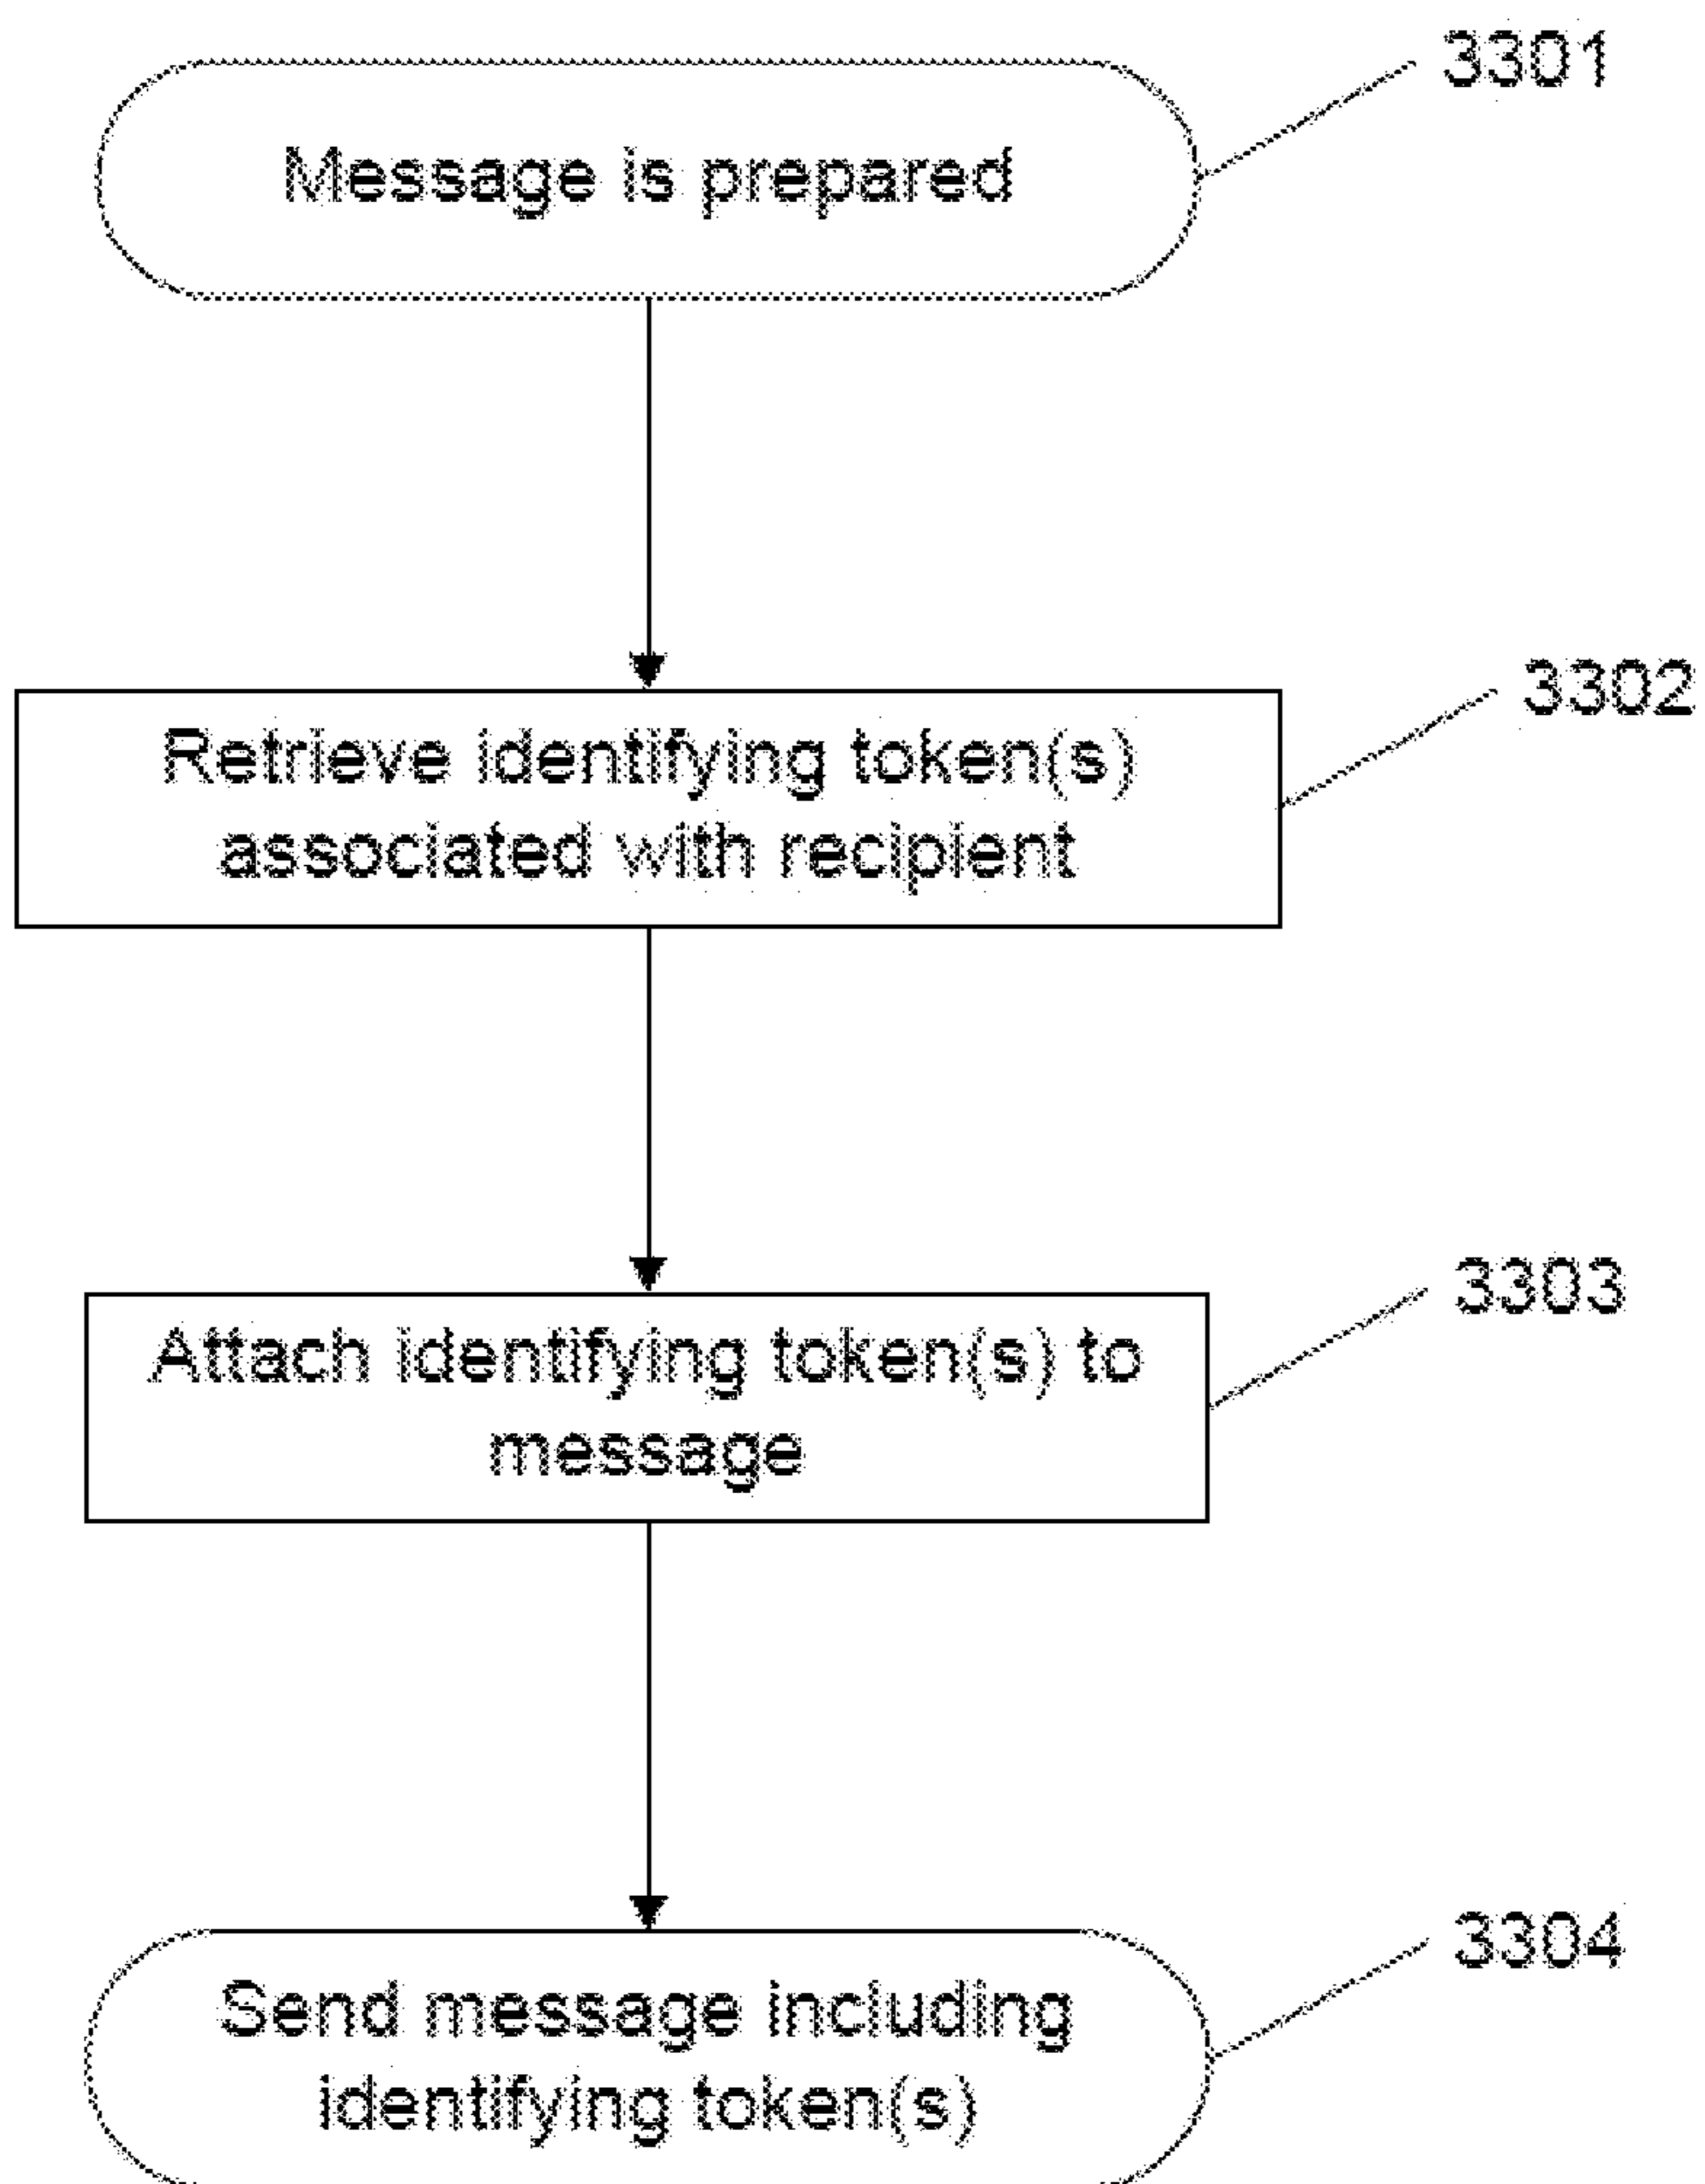 3301
Message is prepared
3302
Retrieve identifying token(s)
associated with recipient
3303
Attach identifying token(s) to
message
3304
Send message including
identifying token(s)